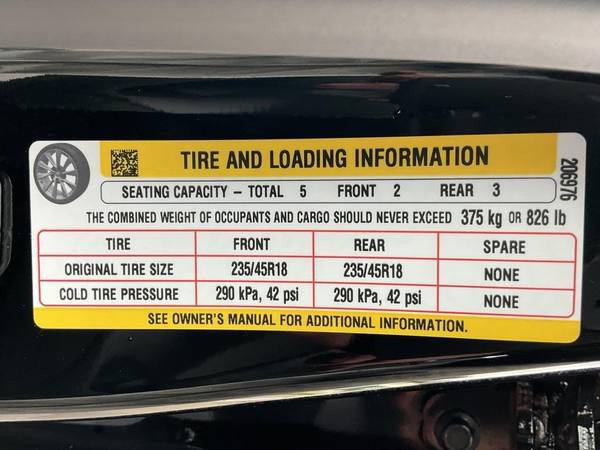 TIRE AND LOADING INFORMATION
SEATING CAPACITY – TOTAL 5 FRONT 2 REAR 3
THE COMBINED WEIGHT OF OCCUPANTS AND CARGO SHOULD NEVER EXCEED 375 kg OR 826 lb
TIRE FRONT REAR SPARE
ORIGINAL TIRE SIZE 235/45R18 235/45R18 NONE
COLD TIRE PRESSURE 290 kPa, 42 psi 290 kPa, 42 psi NONE
SEE OWNER'S MANUAL FOR ADDITIONAL INFORMATION.
206976